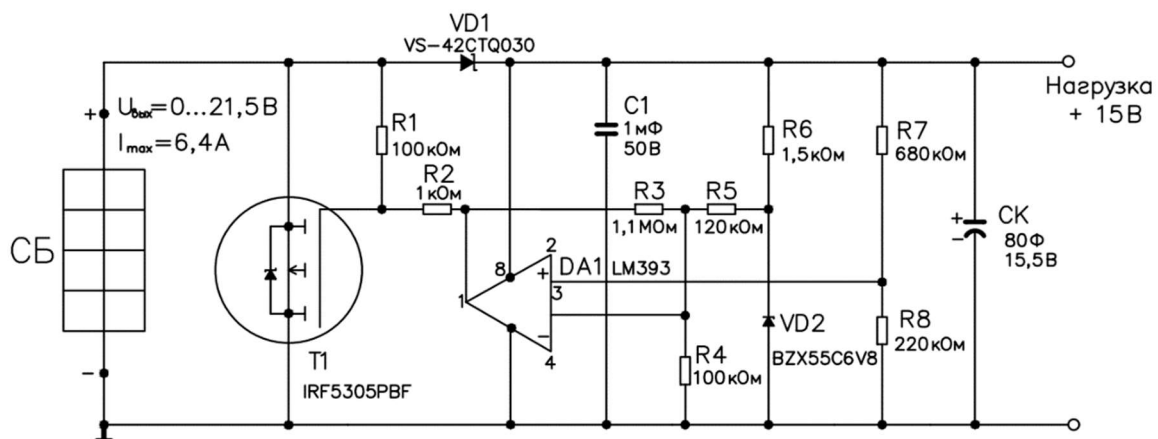 VD1
VS-42CTQ030
+ Uвых=0...21,5В
Imax=6,4А
R1
100кОм
R2
1кОм
C1
1мФ
50В
R3
1,1МОм
R5
120кОм
R6
1,5кОм
R7
680кОм
Нагрузка
+ 15В
СБ
-
T1
IRF5305PBF
8
2
+
DA1 LM393
3
1
-
4
R4
100кОм
VD2
BZX55C6V8
R8
220кОм
+
-
СК
80Ф
15,5В